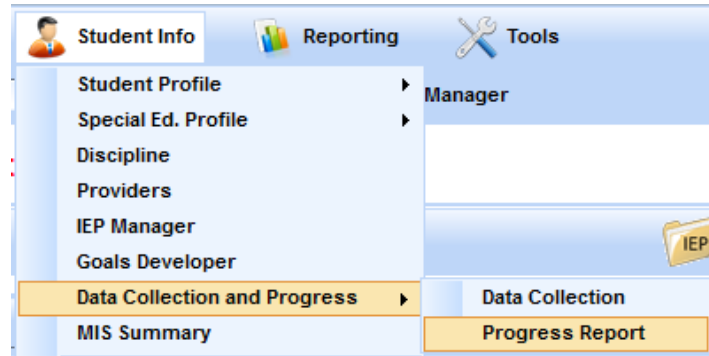 Student Info Reporting Tools
Student Profile
Manager
Special Ed. Profile
Discipline
Providers
IEP Manager
IEP
Goals Developer
Data Collection and Progress Data Collection
MIS Summary Progress Report